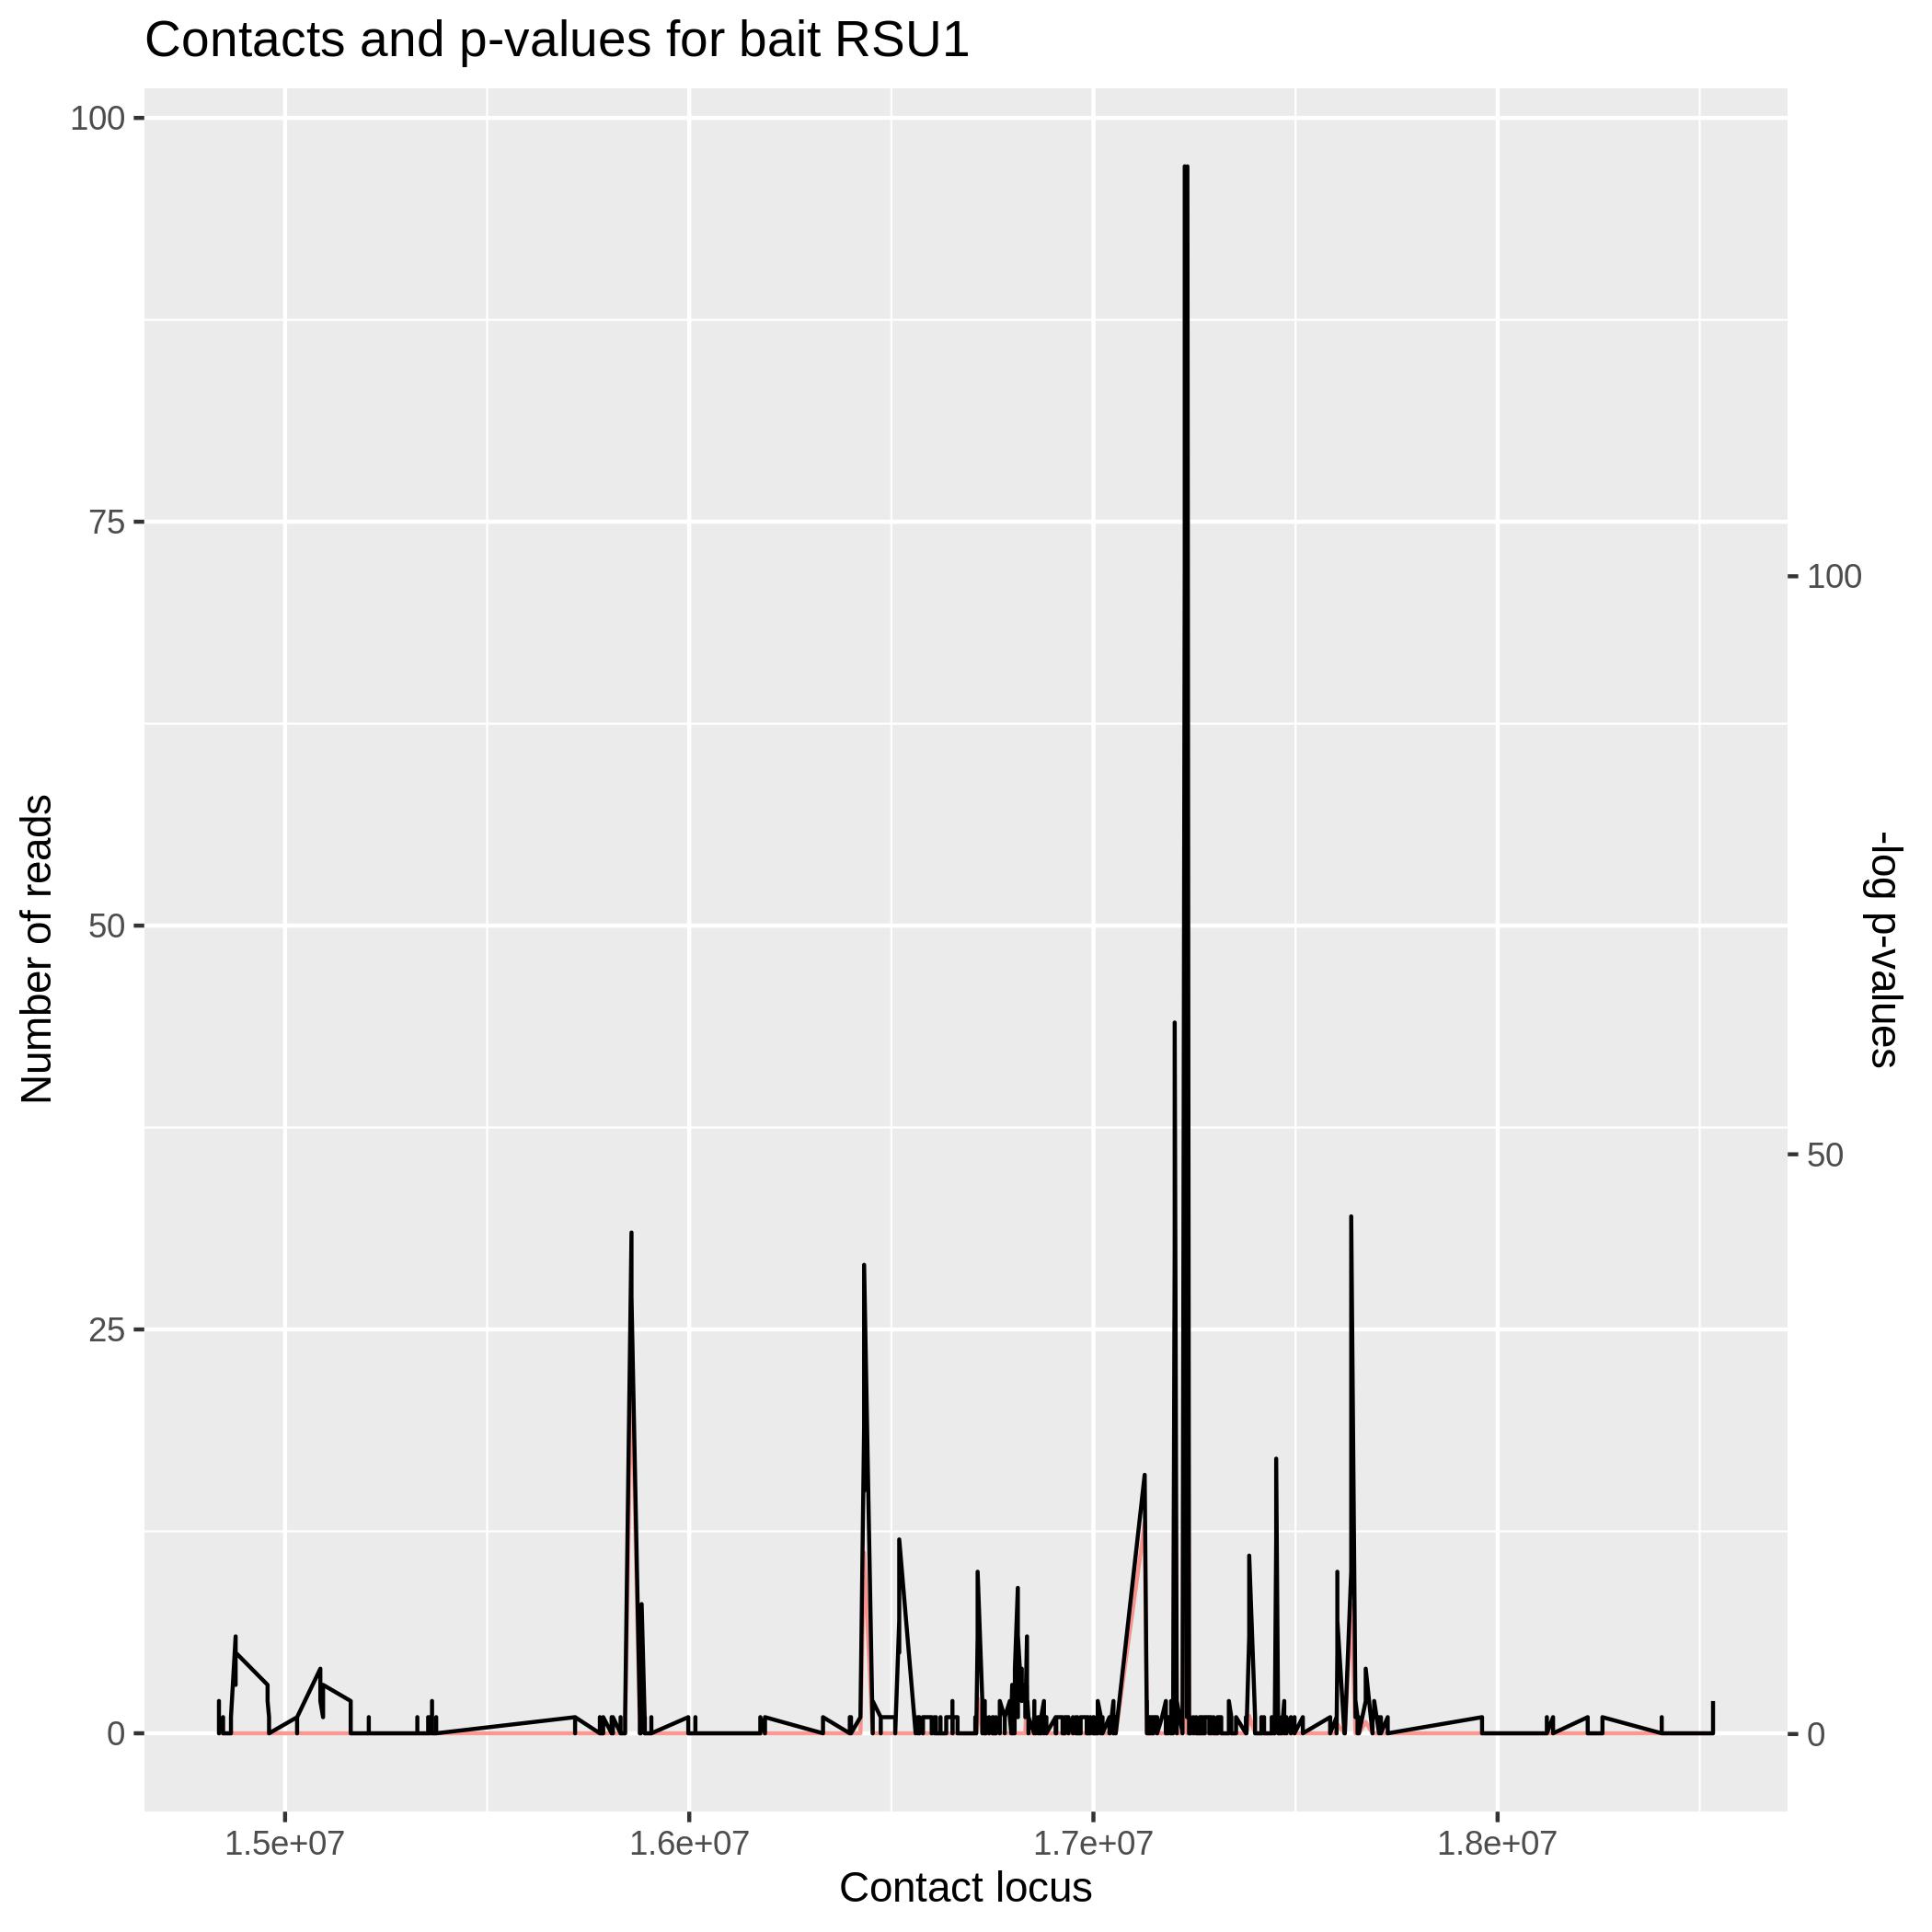 Contacts and p-values for bait RSU1
100
75
50
25
0
Number of reads
100
50
0
-log p-values
1.5e+07
1.6e+07
1.7e+07
1.8e+07
Contact locus